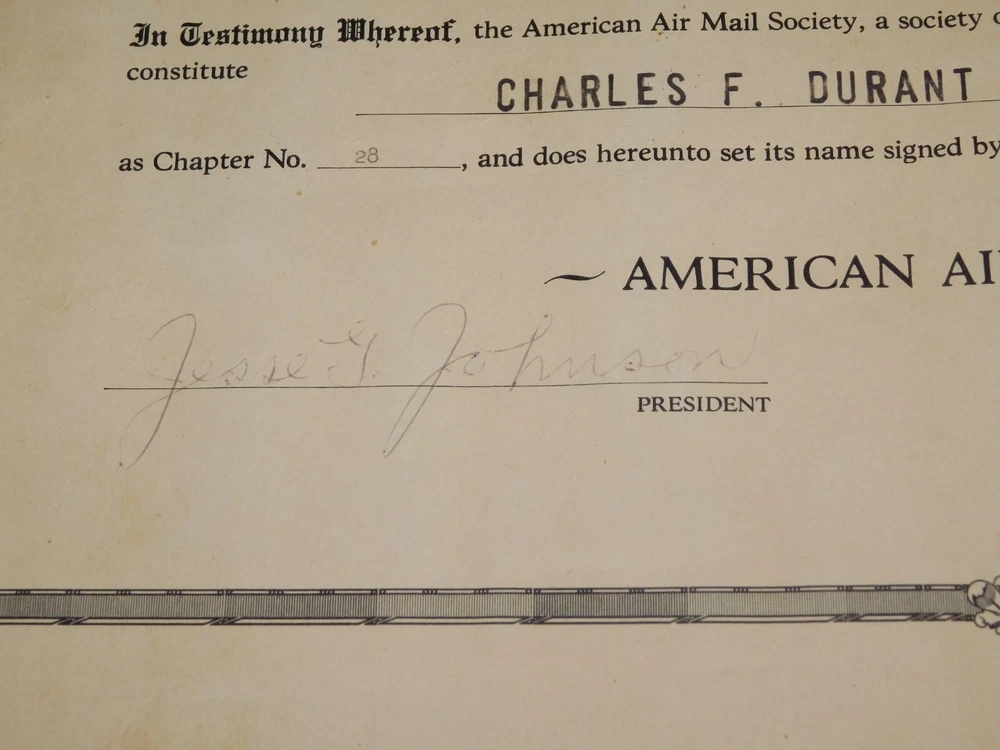 In Testimony Whereof, the American Air Mail Society, a society
constitute
CHARLES F. DURANT
as Chapter No. 28, and does hereunto set its name signed by
~ AMERICAN
Jesse G. Johnson
PRESIDENT